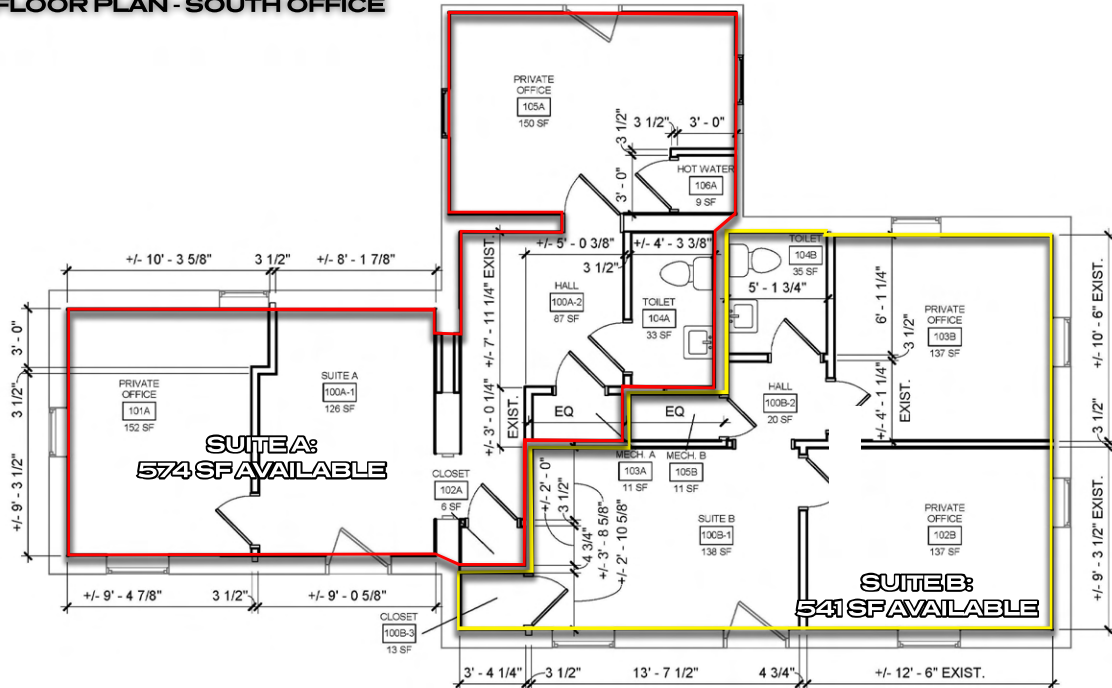 FLOOR PLAN - SOUTH OFFICE
PRIVATE
OFFICE
105A
150 SF
3 1/2"
3 1/2"
3' - 0"
3' - 0"
HOT WATER
106A
9 SF
+/- 10' - 3 5/8"
3 1/2"
+/- 8' - 1 7/8"
+/- 5' - 0 3/8"
+/- 4' - 3 3/8"
3 1/2"
+/- 7' - 11 1/4" EXIST.
HALL
100A-2
87 SF
TOILET
104A
33 SF
TOILET
104B
35 SF
5' - 1 3/4"
6' - 1 1/4"
3 1/2"
PRIVATE
OFFICE
103B
137 SF
+/- 10' - 6" EXIST.
3' - 0"
3 1/2"
+/- 9' - 3 1/2"
PRIVATE
OFFICE
101A
152 SF
SUITE A
100A-1
126 SF
SUITE A:
574 SF AVAILABLE
+/- 3' - 0 1/4"
EXIST.
EQ
EQ
HALL
100B-2
20 SF
+/- 4' - 1 1/4"
EXIST.
3 1/2"
CLOSET
102A
6 SF
MECH. A
103A
11 SF
MECH. B
105B
11 SF
+/- 2' - 0"
3 1/2"
4 3/4"
+/- 3' - 8 5/8"
+/- 2' - 10 5/8"
SUITE B
100B-1
138 SF
PRIVATE
OFFICE
102B
137 SF
+/- 9' - 3 1/2" EXIST.
SUITE B:
541 SF AVAILABLE
+/- 9' - 4 7/8"
3 1/2"
+/- 9' - 0 5/8"
CLOSET
100B-3
13 SF
3' - 4 1/4"
3 1/2"
13' - 7 1/2"
4 3/4"
+/- 12' - 6" EXIST.